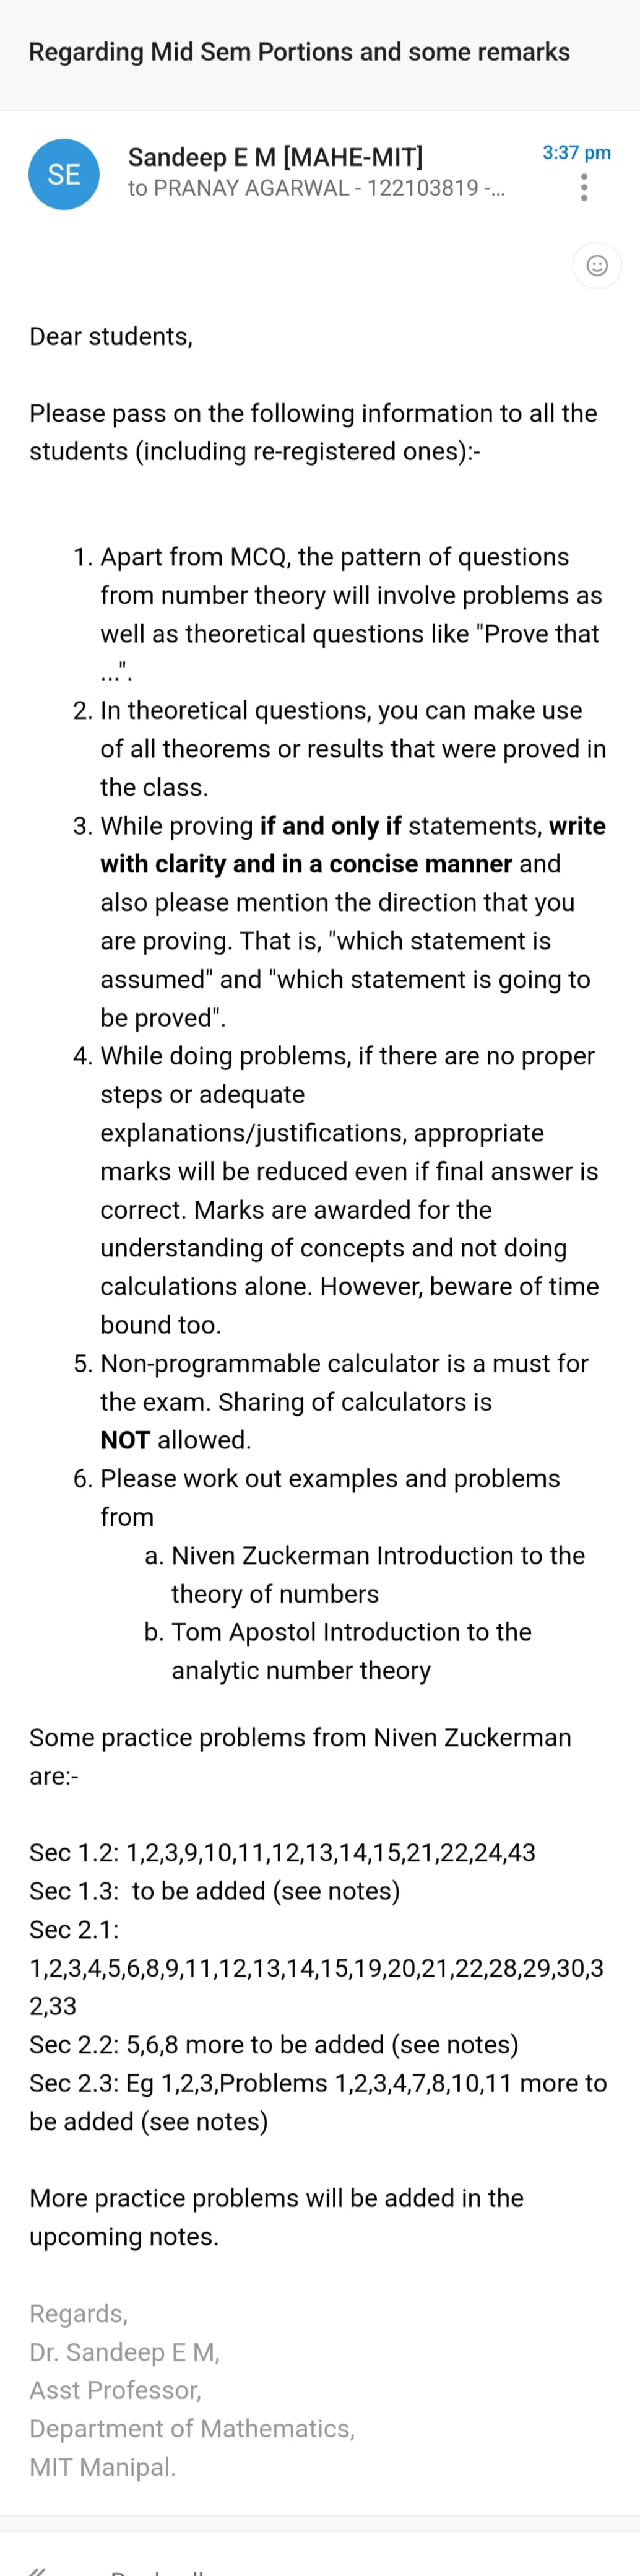 Regarding Mid Sem Portions and some remarks
SE
Sandeep E M [MAHE-MIT]
3:37 pm
to PRANAY AGARWAL - 122103819 -...
Dear students,
Please pass on the following information to all the
students (including re-registered ones):-
1. Apart from MCQ, the pattern of questions
from number theory will involve problems as
well as theoretical questions like "Prove that
...".
2. In theoretical questions, you can make use
of all theorems or results that were proved in
the class.
3. While proving if and only if statements, write
with clarity and in a concise manner and
also please mention the direction that you
are proving. That is, "which statement is
assumed" and "which statement is going to
be proved".
4. While doing problems, if there are no proper
steps or adequate
explanations/justifications, appropriate
marks will be reduced even if final answer is
correct. Marks are awarded for the
understanding of concepts and not doing
calculations alone. However, beware of time
bound too.
5. Non-programmable calculator is a must for
the exam. Sharing of calculators is
NOT allowed.
6. Please work out examples and problems
from
a. Niven Zuckerman Introduction to the
theory of numbers
b. Tom Apostol Introduction to the
analytic number theory
Some practice problems from Niven Zuckerman
are:-
Sec 1.2: 1,2,3,9,10,11,12,13,14,15,21,22,24,43
Sec 1.3:  to be added (see notes)
Sec 2.1:
1,2,3,4,5,6,8,9,11,12,13,14,15,19,20,21,22,28,29,30,3
2,33
Sec 2.2: 5,6,8 more to be added (see notes)
Sec 2.3: Eg 1,2,3,Problems 1,2,3,4,7,8,10,11 more to
be added (see notes)
More practice problems will be added in the
upcoming notes.
Regards,
Dr. Sandeep E M,
Asst Professor,
Department of Mathematics,
MIT Manipal.